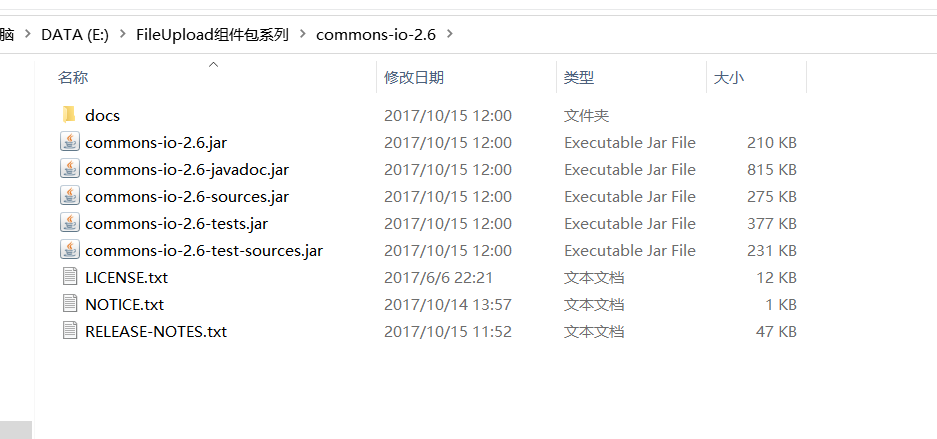 脑 > DATA (E:) > FileUpload组件包系列 > commons-io-2.6 >
名称 修改日期 类型 大小
docs 2017/10/15 12:00 文件夹
commons-io-2.6.jar 2017/10/15 12:00 Executable Jar File 210 KB
commons-io-2.6-javadoc.jar 2017/10/15 12:00 Executable Jar File 815 KB
commons-io-2.6-sources.jar 2017/10/15 12:00 Executable Jar File 275 KB
commons-io-2.6-tests.jar 2017/10/15 12:00 Executable Jar File 377 KB
commons-io-2.6-test-sources.jar 2017/10/15 12:00 Executable Jar File 231 KB
LICENSE.txt 2017/6/6 22:21 文本文档 12 KB
NOTICE.txt 2017/10/14 13:57 文本文档 1 KB
RELEASE-NOTES.txt 2017/10/15 11:52 文本文档 47 KB